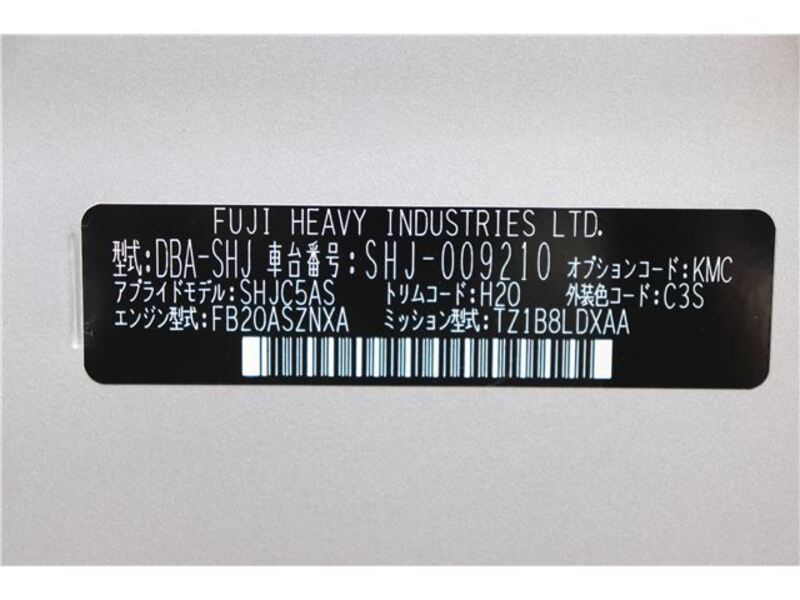 FUJI HEAVY INDUSTRIES LTD.
型式:DBA-SHJ 車台番号:SHJ-009210 オプションコード:KMC
アプライドモデル:SHJC5AS トリムコード:H20 外装色コード:C3S
エンジン型式:FB20ASZNXA ミッション型式:TZ1B8LDXAA